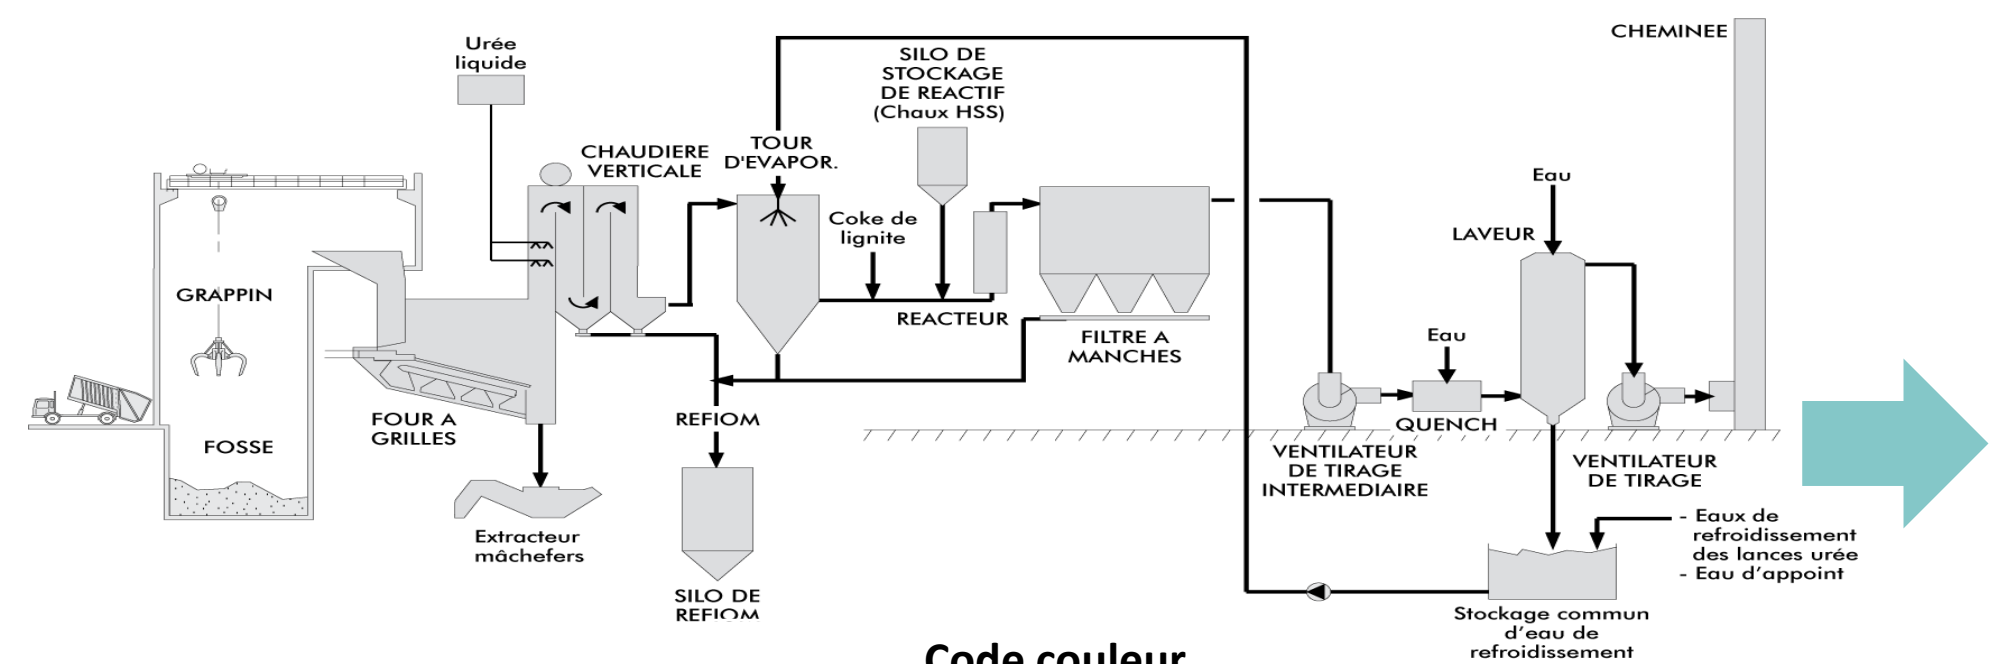 Urée
liquide
CHAUDIERE
VERTICALE
TOUR
D'EVAPOR.
SILO DE
STOCKAGE
DE REACTIF
(Chaux HSS)
Coke de
lignite
REACTEUR
FILTRE A
MANCHES
CHEMINEE
Eau
LAVEUR
Eau
QUENCH
GRAPPIN
FOSSE
FOUR A
GRILLES
REFIOM
Extracteur
mâchefers
SILO DE
REFIOM
VENTILATEUR
DE TIRAGE
INTERMEDIAIRE
VENTILATEUR
DE TIRAGE
- Eaux de
refroidissement
des lances urée
- Eau d’appoint
Stockage commun
d’eau de
refroidissement
Code couleur